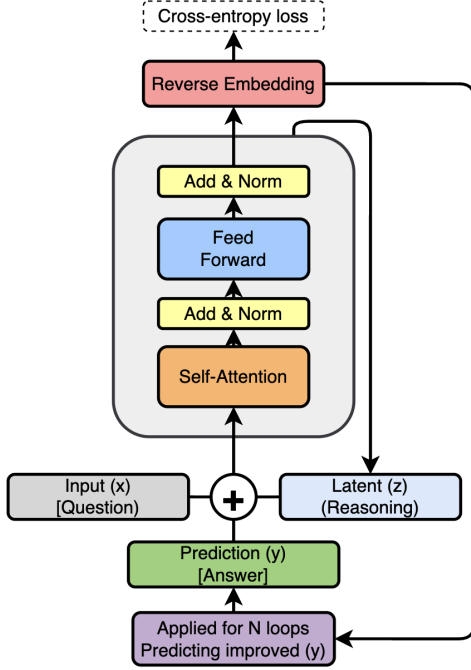 Cross-entropy loss
Reverse Embedding
Add & Norm
Feed
Forward
Add & Norm
Self-Attention
Input (x)
[Question)
+
Latent (z)
(Reasoning)
Prediction (y)
[Answer]
Applied for N loops
Predicting improved (y)